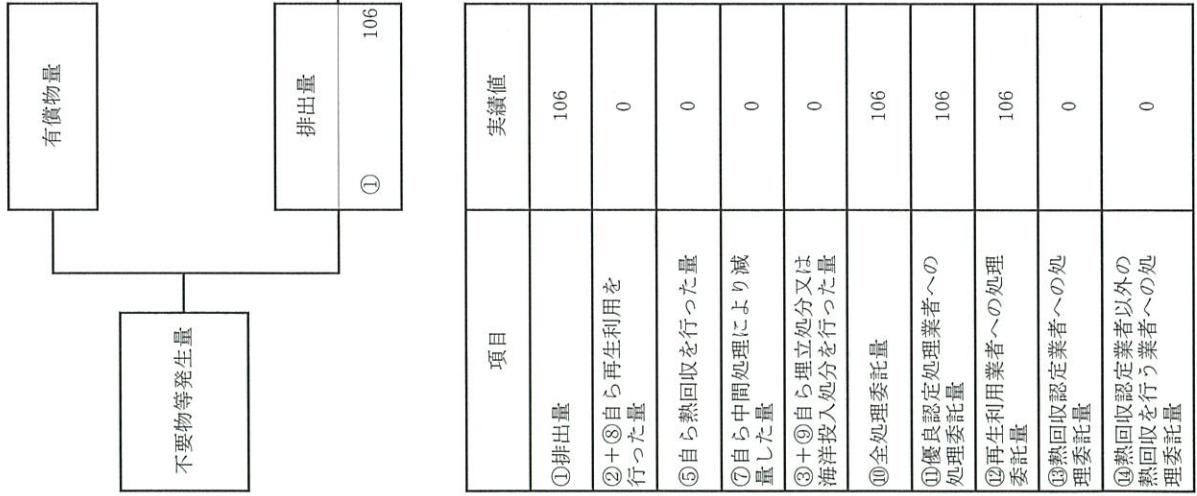 有償物量
不要物等発生量
排出量
① 106
項目 実績値
①排出量 106
②+⑧自ら再生利用を
行った量 0
⑤自ら熱回収を行った量 0
⑦自ら中間処理により減
量した量 0
③+⑨自ら埋立処分又は
海洋投入処分を行った量 0
⑩全処理委託量 106
⑪優良認定処理業者への
処理委託量 106
⑫再生利用業者への処理
委託量 106
⑬熱回収認定業者への処
理委託量 0
⑭熱回収認定業者以外の
熱回収を行う業者への処
理委託量 0